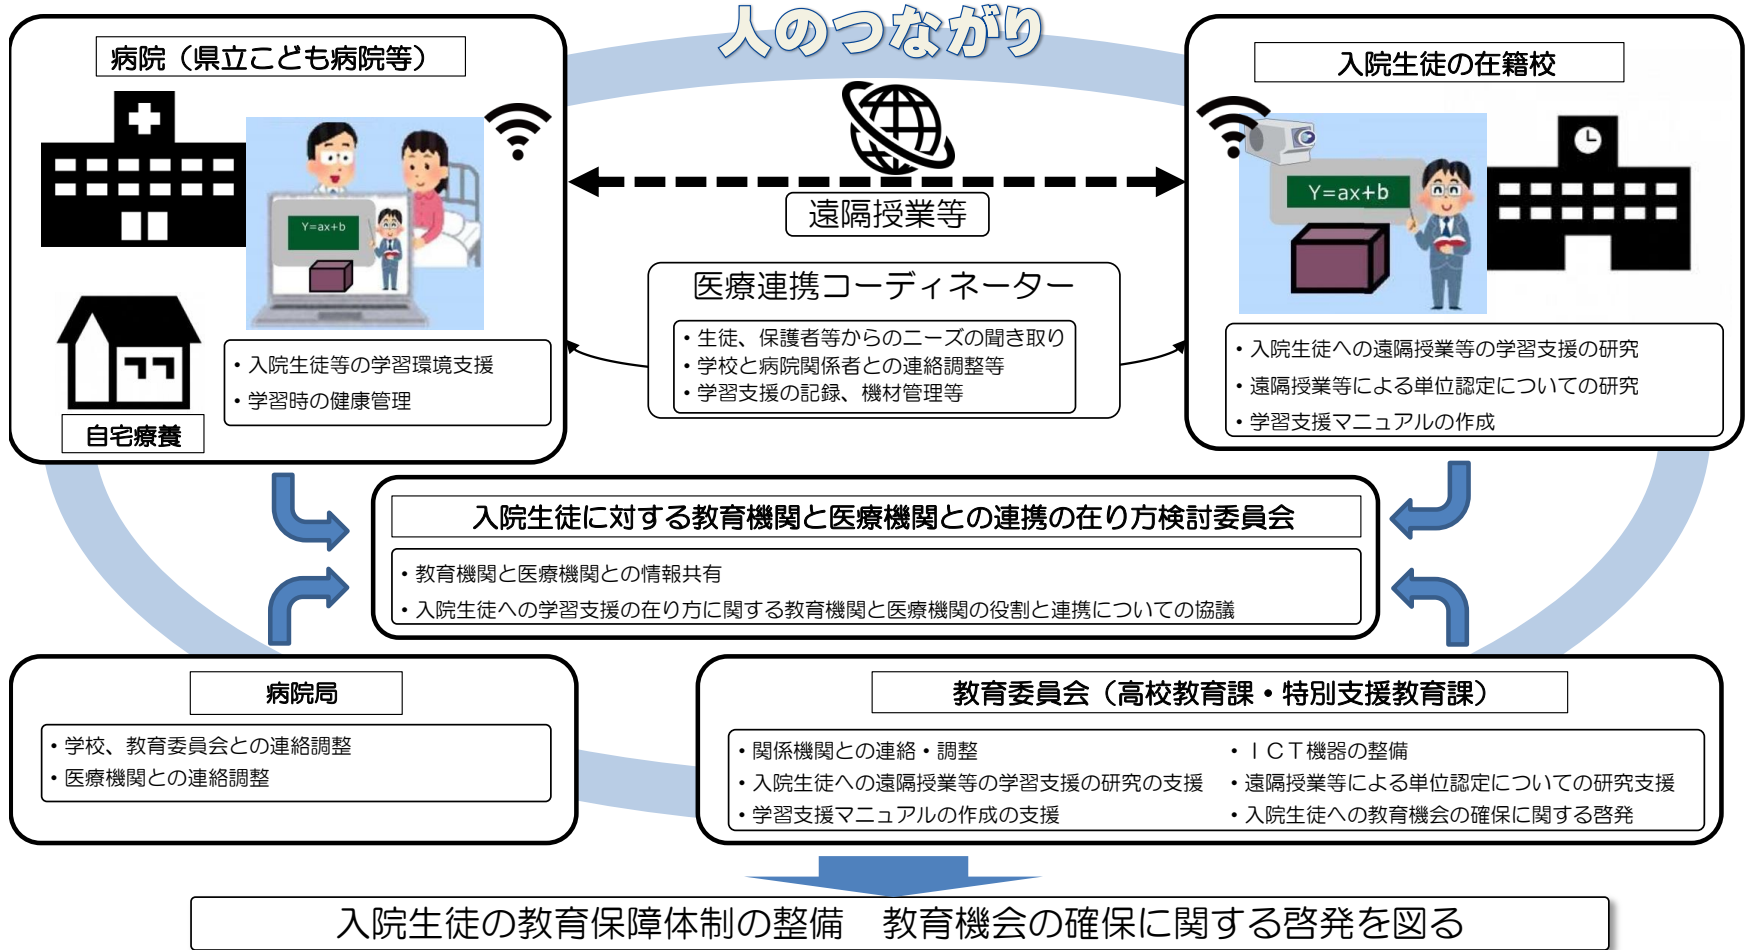 人のつながり
病院（県立こども病院等）
Y=ax+b
自宅療養
・入院生徒等の学習環境支援
・学習時の健康管理
遠隔授業等
医療連携コーディネーター
・生徒、保護者等からのニーズの聞き取り
・学校と病院関係者との連絡調整等
・学習支援の記録、機材管理等
入院生徒の在籍校
Y=ax+b
・入院生徒への遠隔授業等の学習支援の研究
・遠隔授業等による単位認定についての研究
・学習支援マニュアルの作成
入院生徒に対する教育機関と医療機関との連携の在り方検討委員会
・教育機関と医療機関との情報共有
・入院生徒への学習支援の在り方に関する教育機関と医療機関の役割と連携についての協議
病院局
・学校、教育委員会との連絡調整
・医療機関との連絡調整
教育委員会（高校教育課・特別支援教育課）
・関係機関との連絡・調整
・入院生徒への遠隔授業等の学習支援の研究の支援
・学習支援マニュアルの作成の支援
・ＩＣＴ機器の整備
・遠隔授業等による単位認定についての研究支援
・入院生徒への教育機会の確保に関する啓発
入院生徒の教育保障体制の整備　教育機会の確保に関する啓発を図る